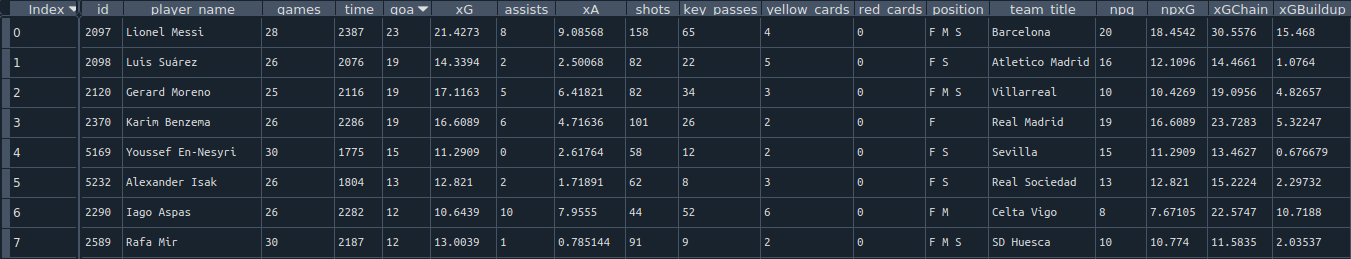 Index id player_name games time goa xG assists xA shots key_passes yellow_cards red_cards position team_title npg npxG xGChain xGBuildup
0 2097 Lionel Messi 28 2387 23 21.4273 8 9.08568 158 65 4 0 F M S Barcelona 20 18.4542 30.5576 15.468
1 2098 Luis Suárez 26 2076 19 14.3394 2 2.50068 82 22 5 0 F S Atletico Madrid 16 12.1096 14.4661 1.0764
2 2120 Gerard Moreno 25 2116 19 17.1163 5 6.41821 82 34 3 0 F M S Villarreal 10 10.4269 19.0956 4.82657
3 2370 Karim Benzema 26 2286 19 16.6089 6 4.71636 101 26 2 0 F Real Madrid 19 16.6089 23.7283 5.32247
4 5169 Youssef En-Nesyri 30 1775 15 11.2909 0 2.61764 58 12 2 0 F S Sevilla 15 11.2909 13.4627 0.676679
5 5232 Alexander Isak 26 1804 13 12.821 2 1.71891 62 8 3 0 F S Real Sociedad 13 12.821 15.2224 2.29732
6 2290 Iago Aspas 26 2282 12 10.6439 10 7.9555 44 52 6 0 F M Celta Vigo 8 7.67105 22.5747 10.7188
7 2589 Rafa Mir 30 2187 12 13.0039 1 0.785144 91 9 2 0 F M S SD Huesca 10 10.774 11.5835 2.03537